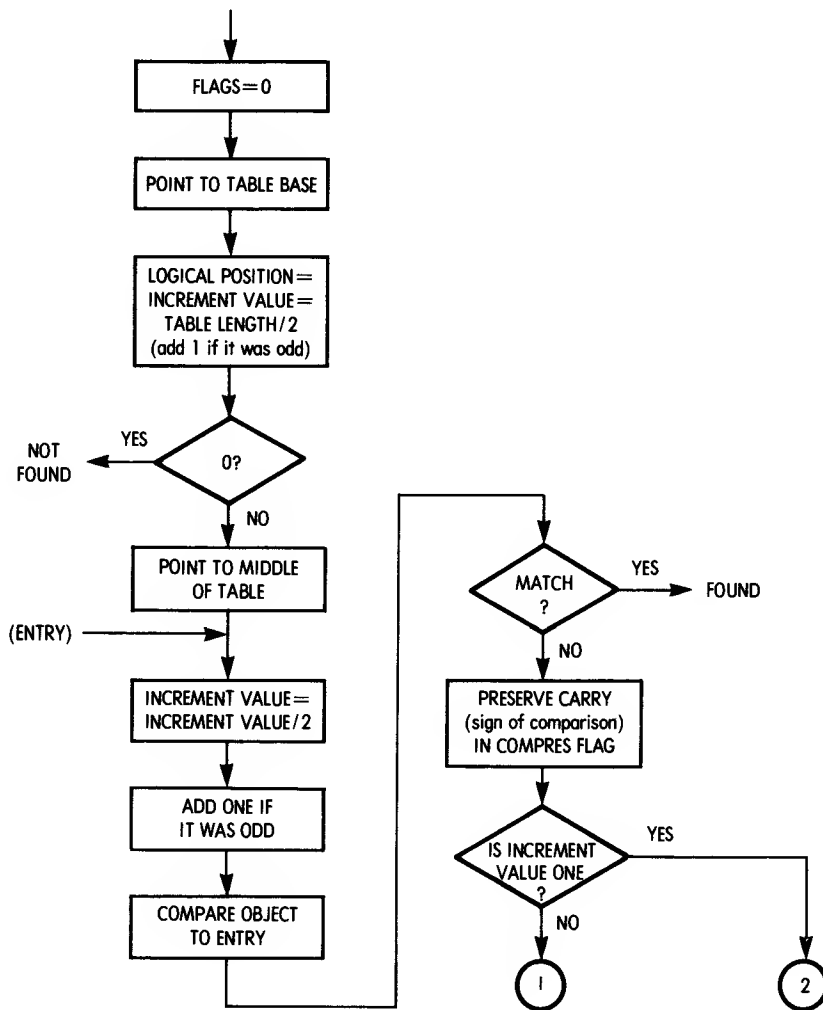 FLAGS=0
POINT TO TABLE BASE
LOGICAL POSITION=
INCREMENT VALUE=
TABLE LENGTH/2
(add 1 if it was odd)
YES
NOT
FOUND
0?
NO
POINT TO MIDDLE
OF TABLE
(ENTRY)
INCREMENT VALUE=
INCREMENT VALUE/2
ADD ONE IF
IT WAS ODD
COMPARE OBJECT
TO ENTRY
MATCH
?
YES
FOUND
NO
PRESERVE CARRY
(sign of comparison)
IN COMPRES FLAG
IS INCREMENT
VALUE ONE
?
YES
NO
1
2